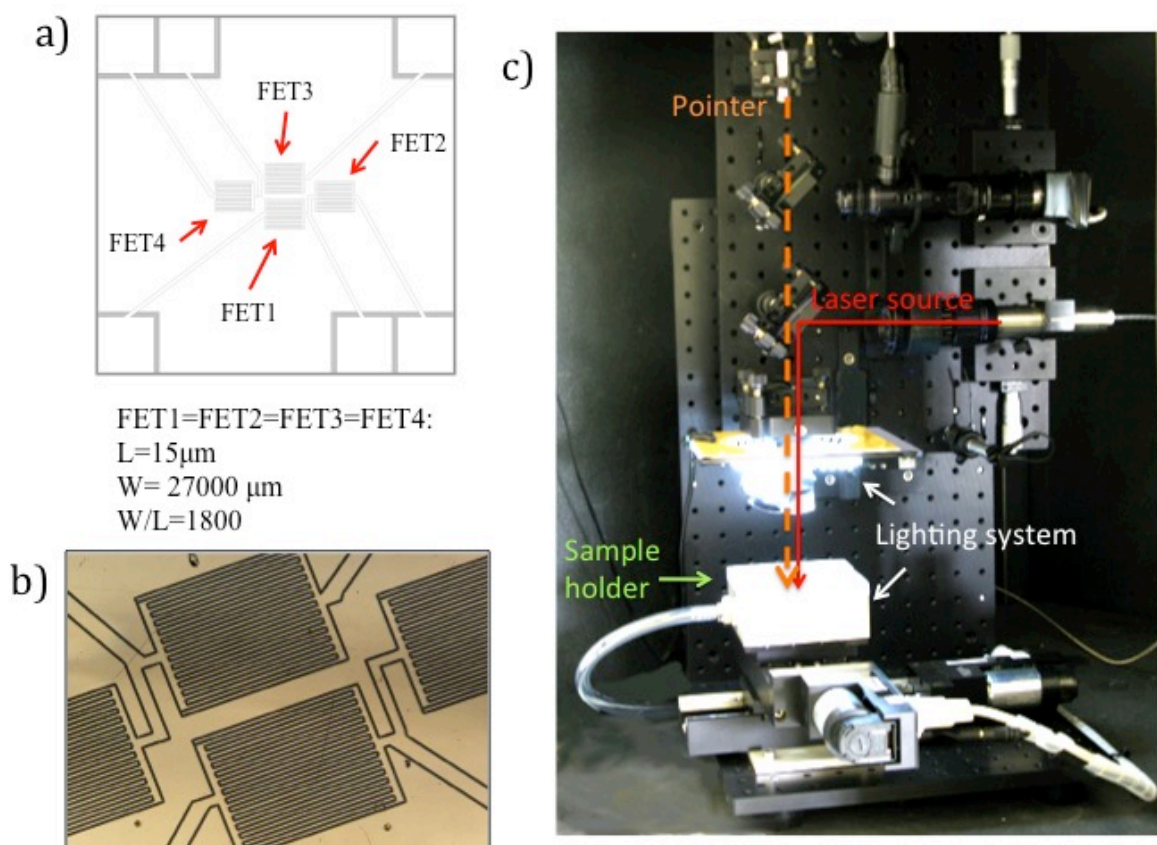 a)
FET3
FET2
FET4
FET1
FET1=FET2=FET3=FET4:
L=15μm
W= 27000 μm
W/L=1800
b)
c)
Pointer
Laser source
Lighting system
Sample
holder